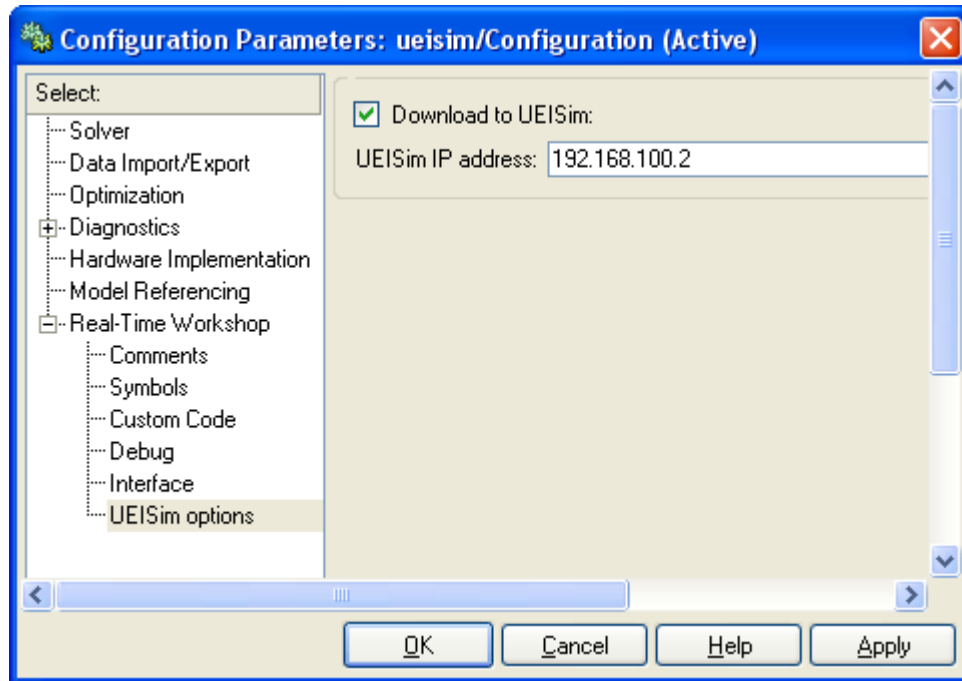 Configuration Parameters: ueisim/Configuration (Active)
Select:
Solver
Data Import/Export
Optimization
Diagnostics
Hardware Implementation
Model Referencing
Real-Time Workshop
Comments
Symbols
Custom Code
Debug
Interface
UEISim options
Download to UEISim:
UEISim IP address: 192.168.100.2
OK Cancel Help Apply